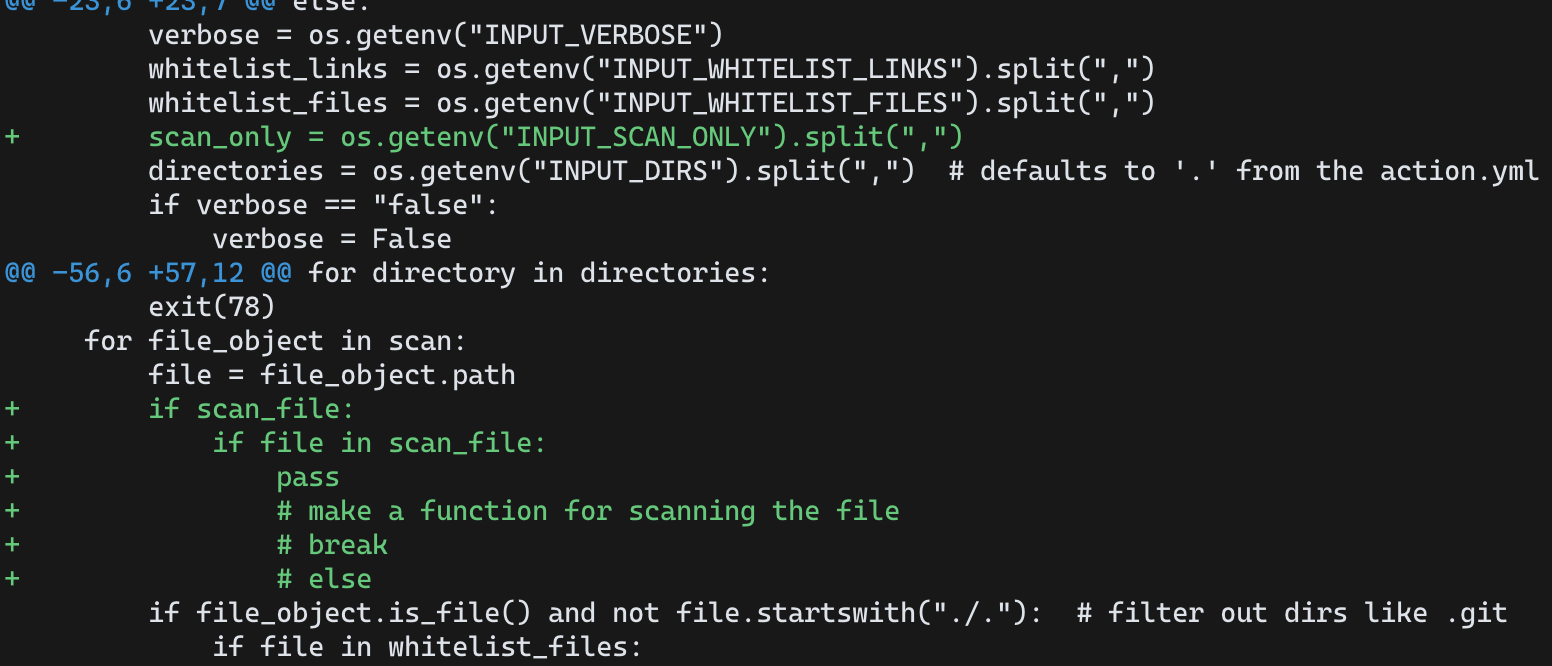 @@ -23,6 +23,7 @@ else:
        verbose = os.getenv("INPUT_VERBOSE")
        whitelist_links = os.getenv("INPUT_WHITELIST_LINKS").split(",")
        whitelist_files = os.getenv("INPUT_WHITELIST_FILES").split(",")
+        scan_only = os.getenv("INPUT_SCAN_ONLY").split(",")
        directories = os.getenv("INPUT_DIRS").split(",")  # defaults to '.' from the action.yml
        if verbose == "false":
            verbose = False
@@ -56,6 +57,12 @@ for directory in directories:
        exit(78)
    for file_object in scan:
        file = file_object.path
+        if scan_file:
+            if file in scan_file:
+                pass
+                # make a function for scanning the file
+                # break
+                # else
        if file_object.is_file() and not file.startswith("./."):  # filter out dirs like .git
            if file in whitelist_files: